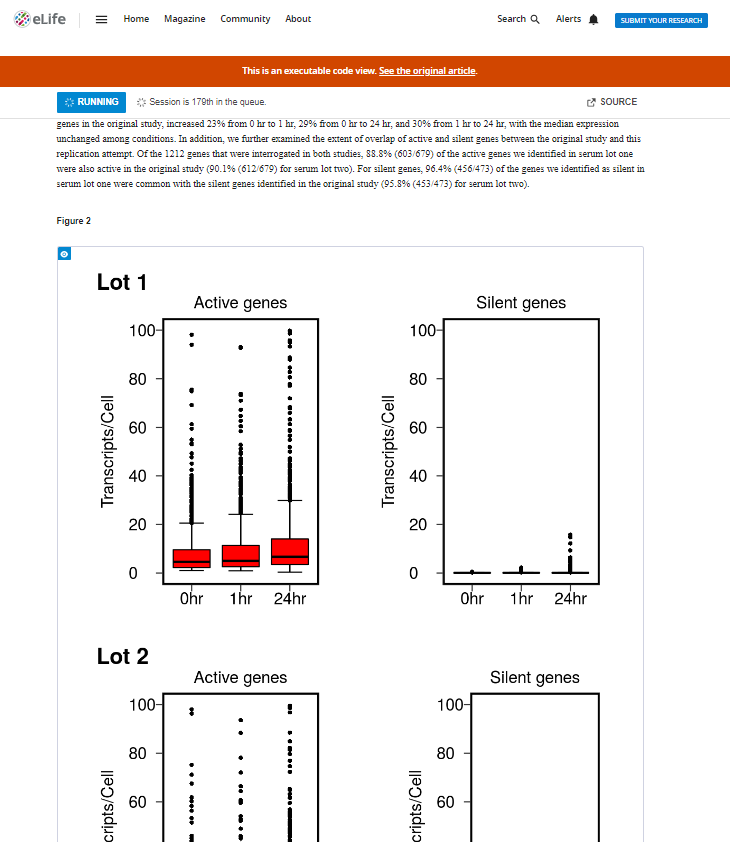 eLife Home Magazine Community About Search Alerts SUBMIT YOUR RESEARCH
This is an executable code view. See the original article.
RUNNING Session is 179th in the queue. SOURCE
genes in the original study, increased 23% from 0 hr to 1 hr, 29% from 0 hr to 24 hr, and 30% from 1 hr to 24 hr, with the median expression
unchanged among conditions. In addition, we further examined the extent of overlap of active and silent genes between the original study and this
replication attempt. Of the 1212 genes that were interrogated in both studies, 88.8% (603/679) of the active genes we identified in serum lot one
were also active in the original study (90.1% (612/679) for serum lot two). For silent genes, 96.4% (456/473) of the genes we identified as silent in
serum lot one were common with the silent genes identified in the original study (95.8% (453/473) for serum lot two).
Figure 2
Lot 1
Active genes
100
80
60
40
20
0
Transcripts/Cell
0hr 1hr 24hr
Silent genes
100
80
60
40
20
0
Transcripts/Cell
0hr 1hr 24hr
Lot 2
Active genes
100
80
60
cripts/Cell
Silent genes
100
80
60
cripts/Cell